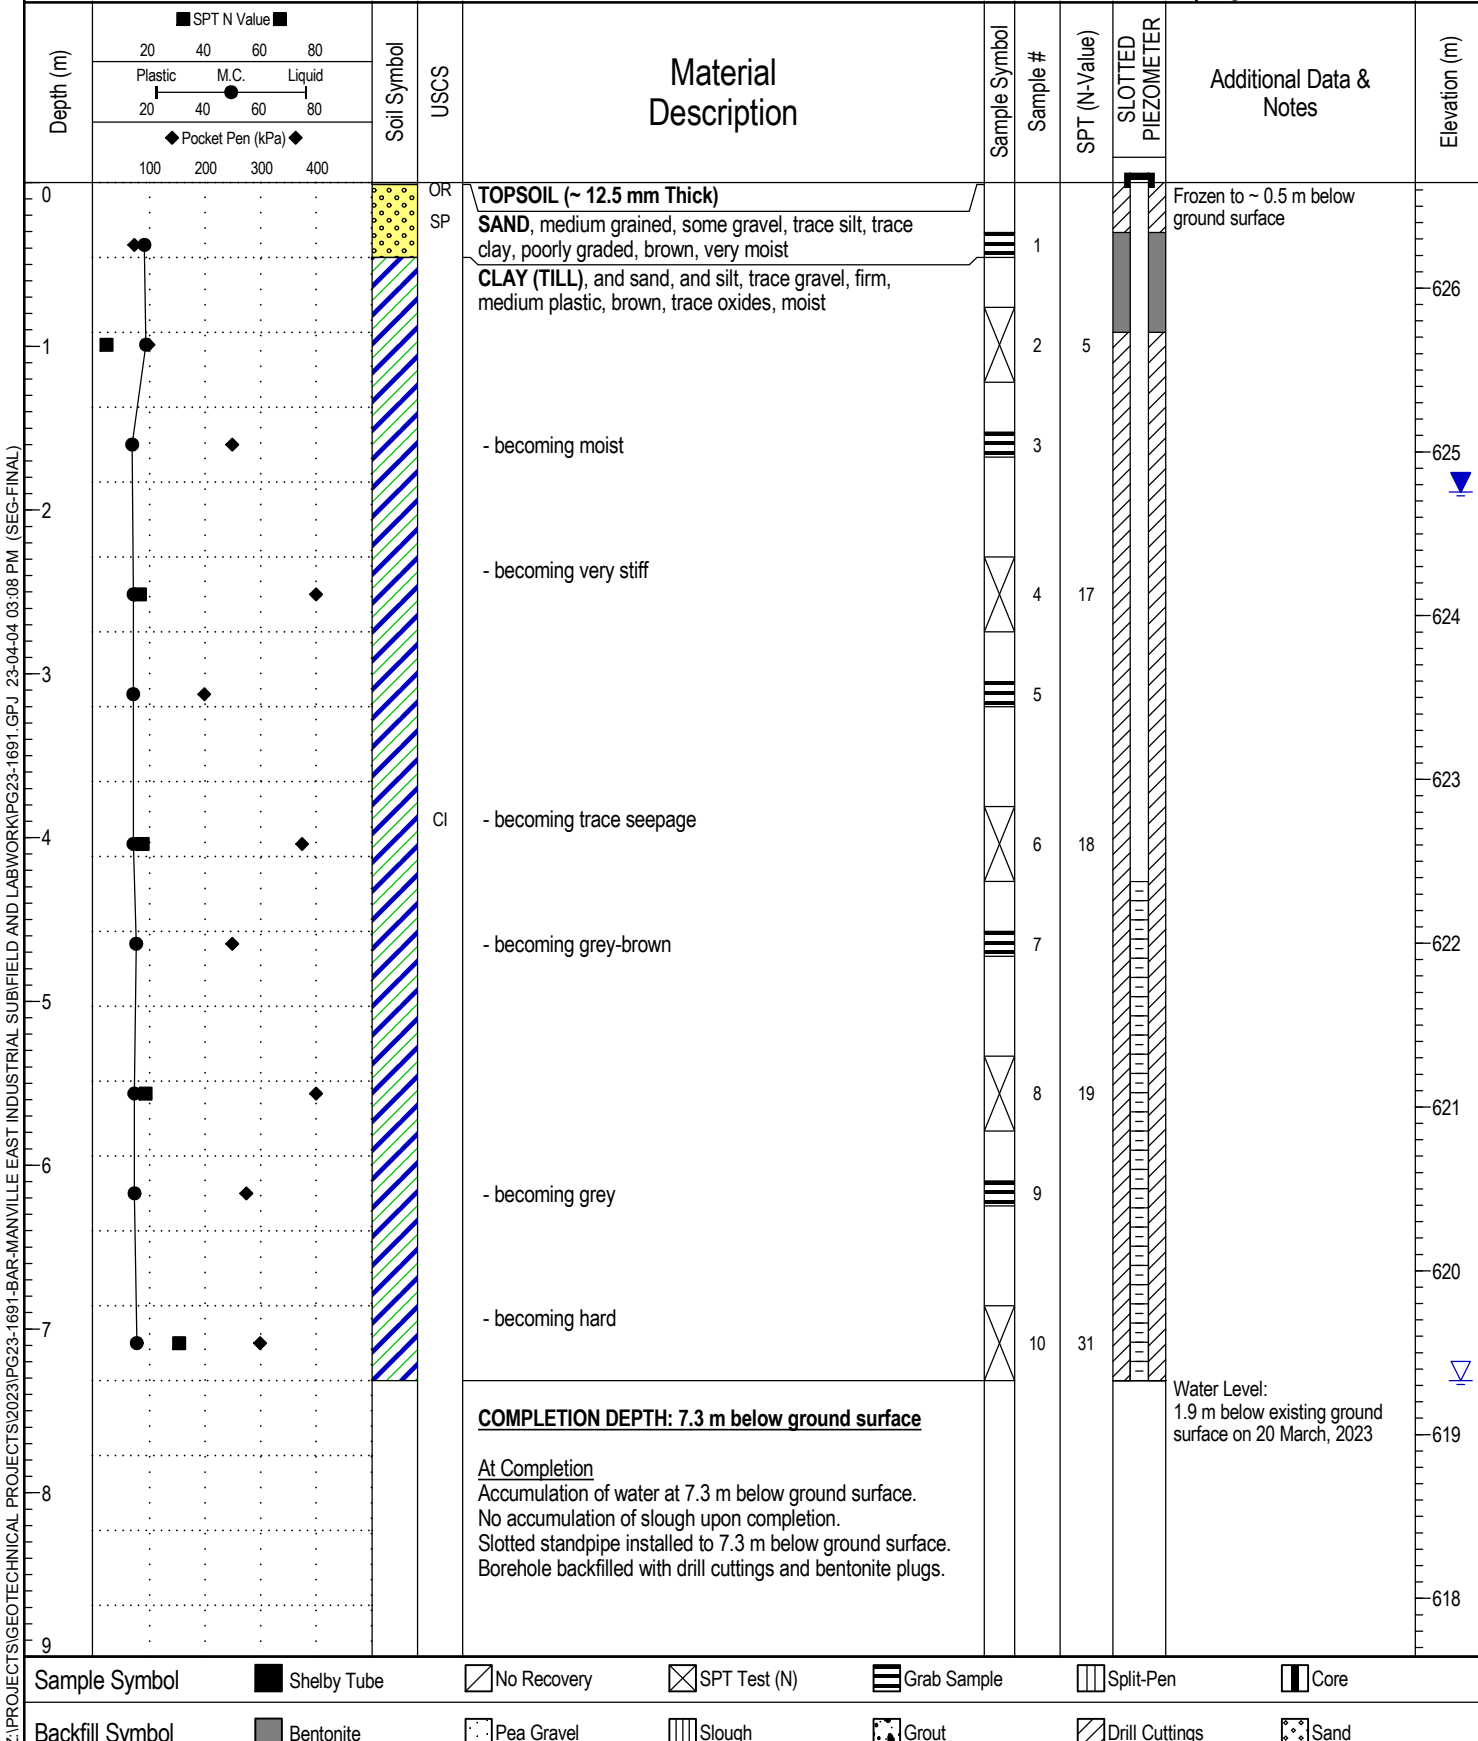 SPT N Value
20 40 60 80
Plastic M.C. Liquid
20 40 60 80
Pocket Pen (kPa)
100 200 300 400
Depth (m)
Soil Symbol
USCS
Material
Description
Sample Symbol
Sample #
SPT (N-Value)
SLOTTED
PIEZOMETER
Additional Data &
Notes
Elevation (m)
0
OR
TOPSOIL (~ 12.5 mm Thick)
Frozen to ~ 0.5 m below
ground surface
SP
SAND, medium grained, some gravel, trace silt, trace
clay, poorly graded, brown, very moist
1
CLAY (TILL), and sand, and silt, trace gravel, firm,
medium plastic, brown, trace oxides, moist
626
1
2 5
- becoming moist
3
625
2
- becoming very stiff
4 17
624
3
5
623
CI
- becoming trace seepage
4
6 18
- becoming grey-brown
7
622
5
8 19
621
6
- becoming grey
9
620
7
- becoming hard
10 31
Water Level:
1.9 m below existing ground
surface on 20 March, 2023
COMPLETION DEPTH: 7.3 m below ground surface
619
At Completion
8
Accumulation of water at 7.3 m below ground surface.
No accumulation of slough upon completion.
Slotted standpipe installed to 7.3 m below ground surface.
Borehole backfilled with drill cuttings and bentonite plugs.
618
9
Sample Symbol Shelby Tube No Recovery SPT Test (N) Grab Sample Split-Pen Core
Backfill Symbol Bentonite Pea Gravel Slough Grout Drill Cuttings Sand
Z:\PROJECTS\GEOTECHNICAL PROJECTS\2023\PG23-1691-BAR-MANVILLE EAST INDUSTRIAL SUB\FIELD AND LABWORK\PG23-1691.GPJ 23-04-04 03:08 PM (SEG-FINAL)